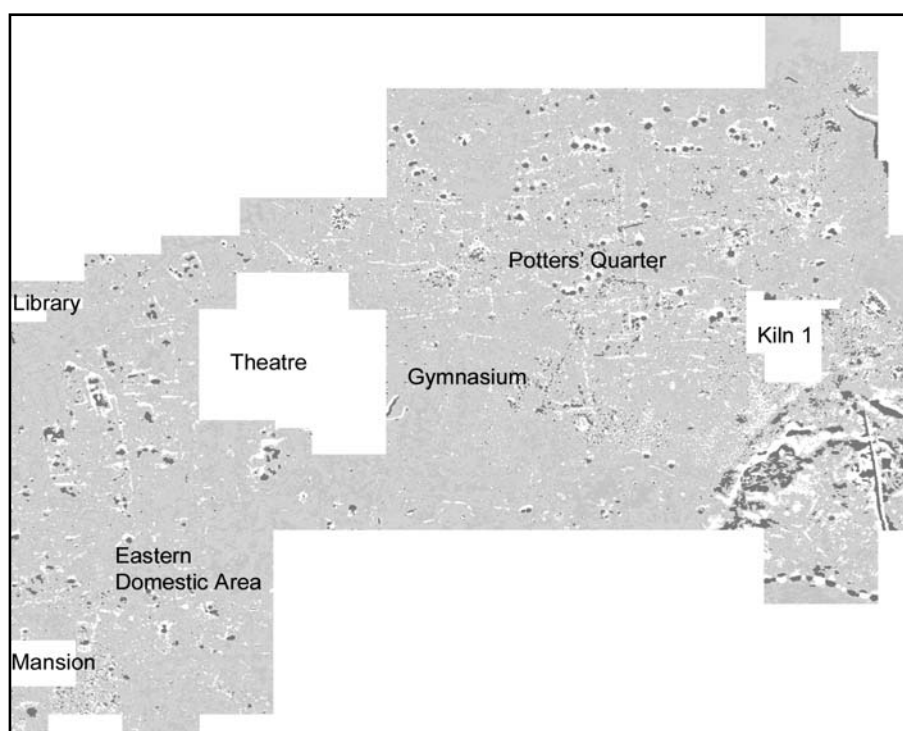 Potters’ Quarter
Library
Kiln 1
Theatre
Gymnasium
Eastern
Domestic Area
Mansion